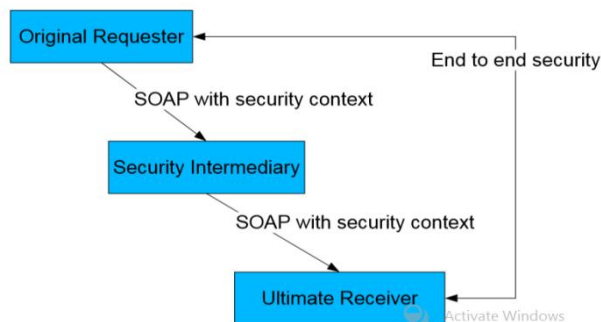 Original Requester
End to end security
SOAP with security context
Security Intermediary
SOAP with security context
Ultimate Receiver
Activate Windows